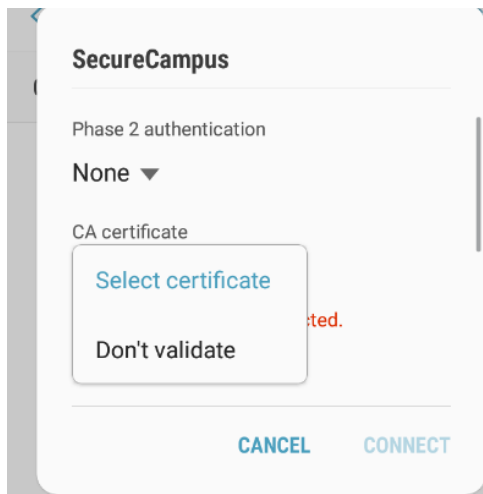 SecureCampus
Phase 2 authentication
None
CA certificate
Select certificate
cted.
Don't validate
CANCEL CONNECT